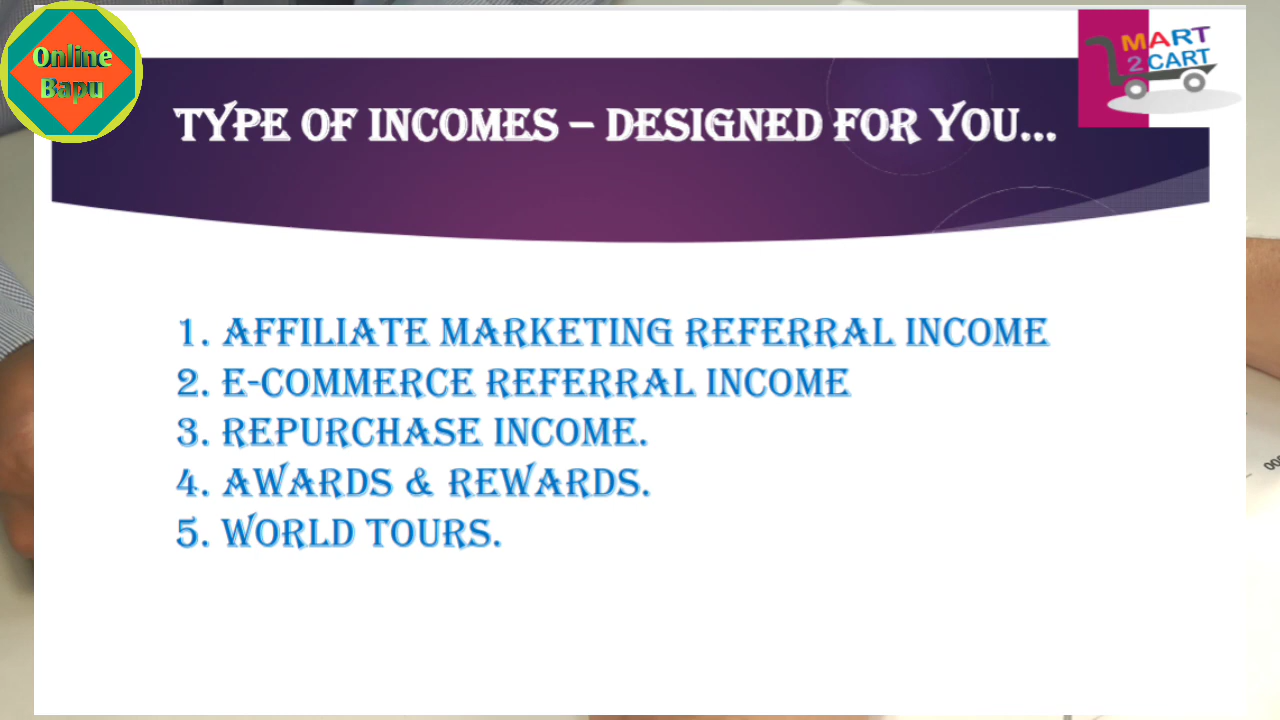 Online
Bapu
MART
2 CART
TYPE OF INCOMES – DESIGNED FOR YOU...
1. AFFILIATE MARKETING REFERRAL INCOME
2. E-COMMERCE REFERRAL INCOME
3. REPURCHASE INCOME.
4. AWARDS & REWARDS.
5. WORLD TOURS.